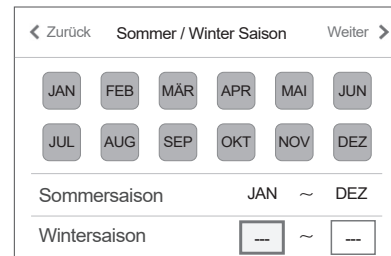 Zurück Sommer / Winter Saison Weiter
JAN FEB MÄR APR MAI JUN
JUL AUG SEP OKT NOV DEZ
Sommersaison JAN ~ DEZ
Wintersaison --- ~ ---